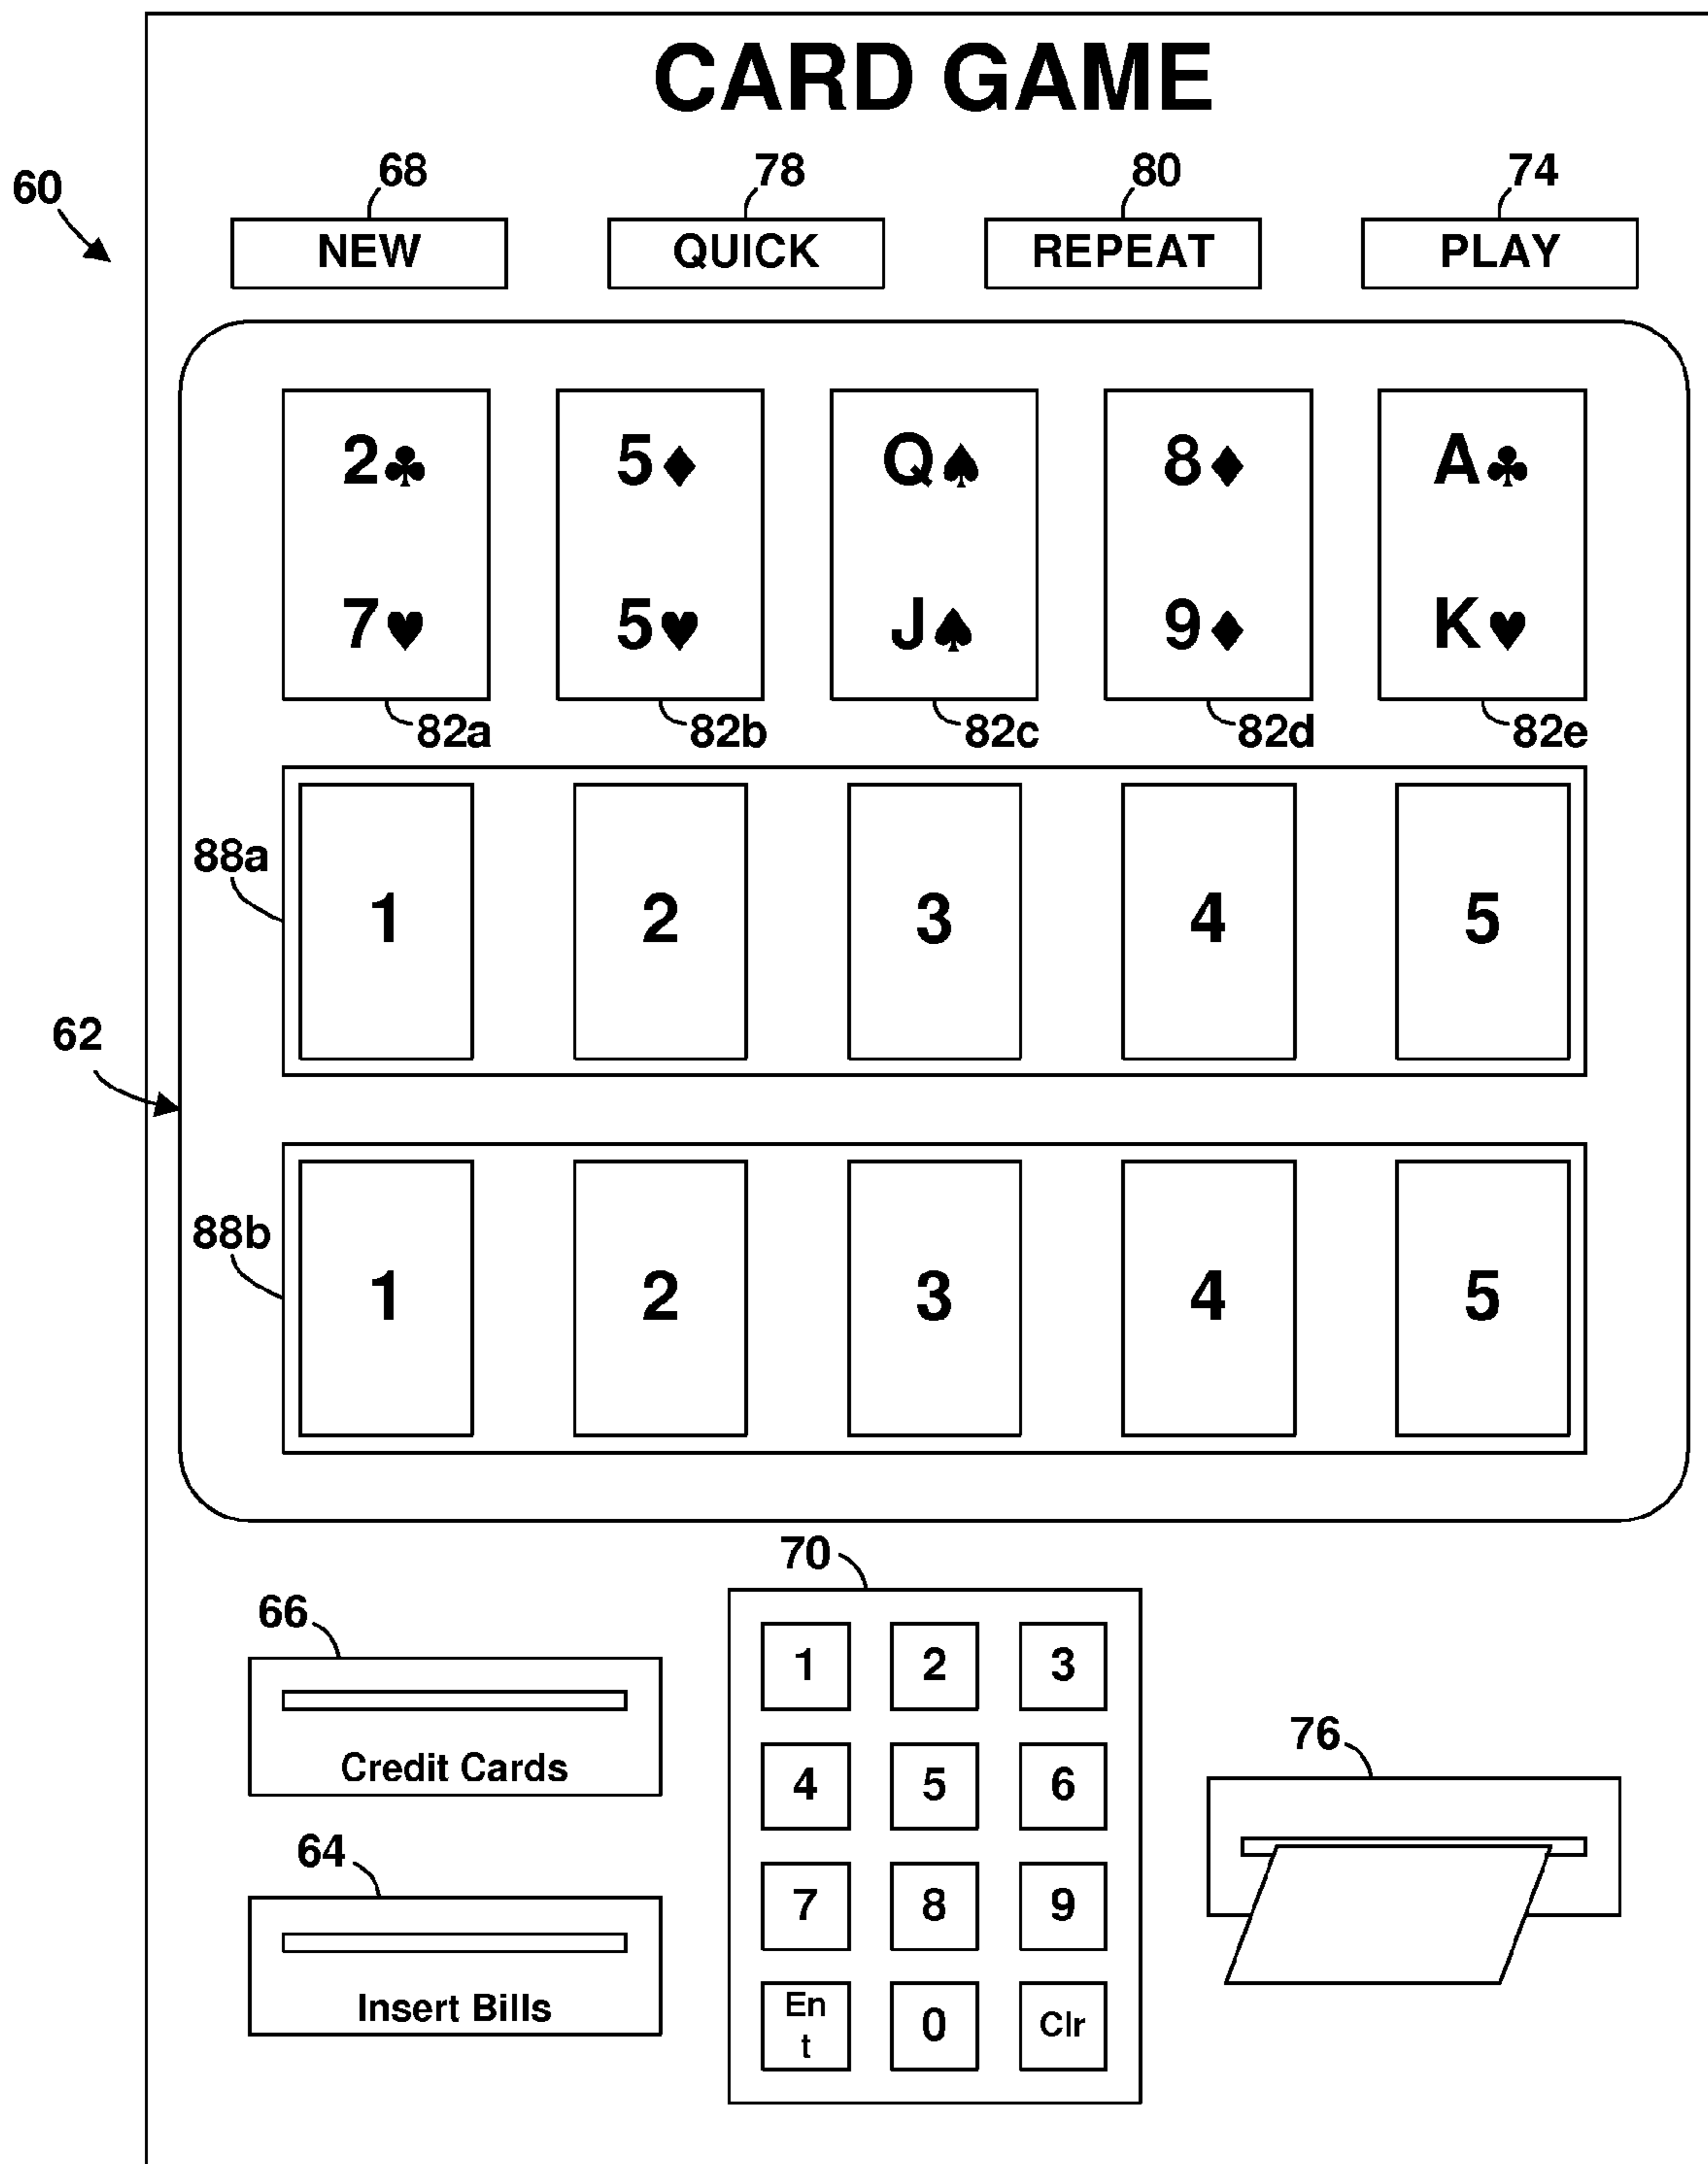 CARD GAME
60
68 78 80 74
NEW QUICK REPEAT PLAY
2♣ 5♦ Q♠ 8♦ A♣
7♥ 5♥ J♠ 9♦ K♥
82a 82b 82c 82d 82e
88a
1 2 3 4 5
62
88b
1 2 3 4 5
70
66
Credit Cards
64
Insert Bills
1 2 3
4 5 6
7 8 9
En
t
0 Clr
76